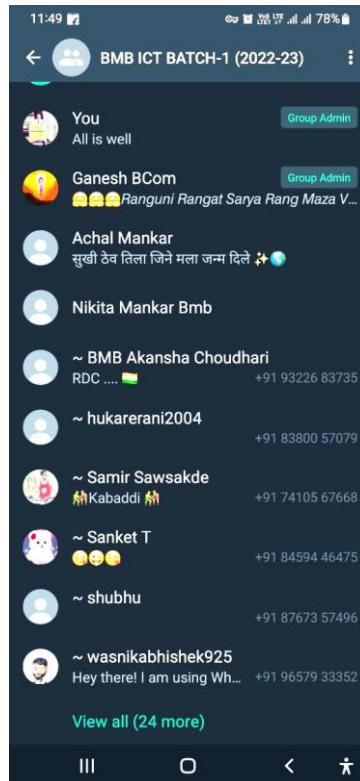 11:49
78%
BMB ICT BATCH-1 (2022-23)
You
Group Admin
All is well
Ganesh BCom
Group Admin
🤗🤗🤗Ranguni Rangat Sarya Rang Maza V...
Achal Mankar
सुखी ठेव तिला जिने मला जन्म दिले ✨🌎
Nikita Mankar Bmb
~ BMB Akansha Choudhari
RDC .... 🇮🇳 +91 93226 83735
~ hukarerani2004
+91 83800 57079
~ Samir Sawsakde
🤼Kabaddi 🤼 +91 74105 67668
~ Sanket T
+91 84594 46475
~ shubhu
+91 87673 57496
~ wasnikabhishek925
Hey there! I am using Wh... +91 96579 33352
View all (24 more)